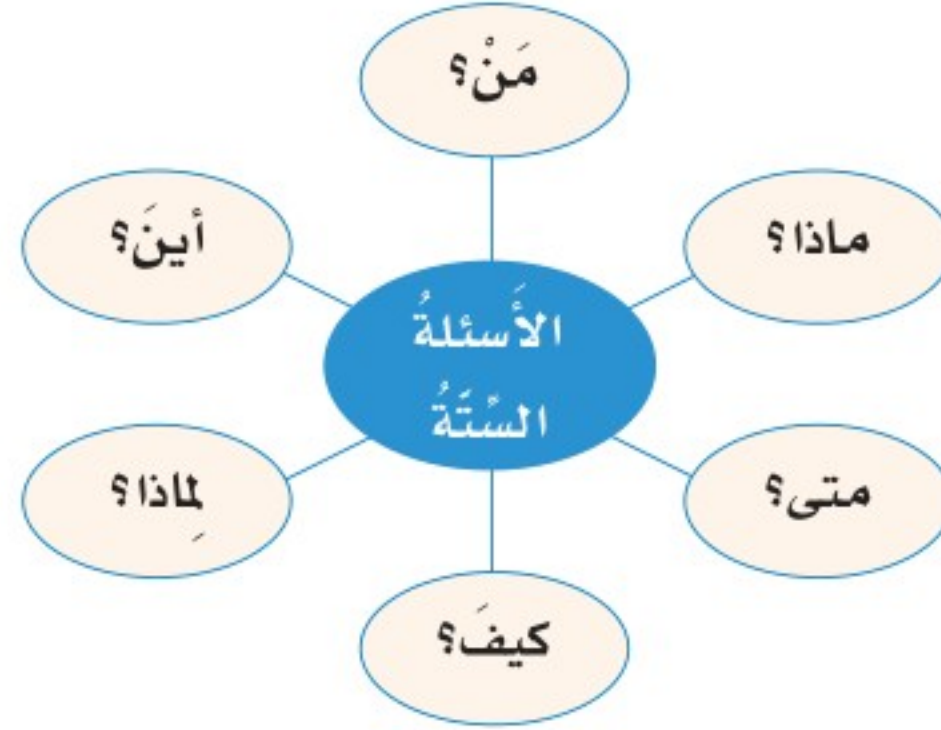 مَنْ؟
أينَ؟
ماذا؟
الأَسئلةُ
السِّتَّةُ
لِماذا؟
متى؟
كيفَ؟